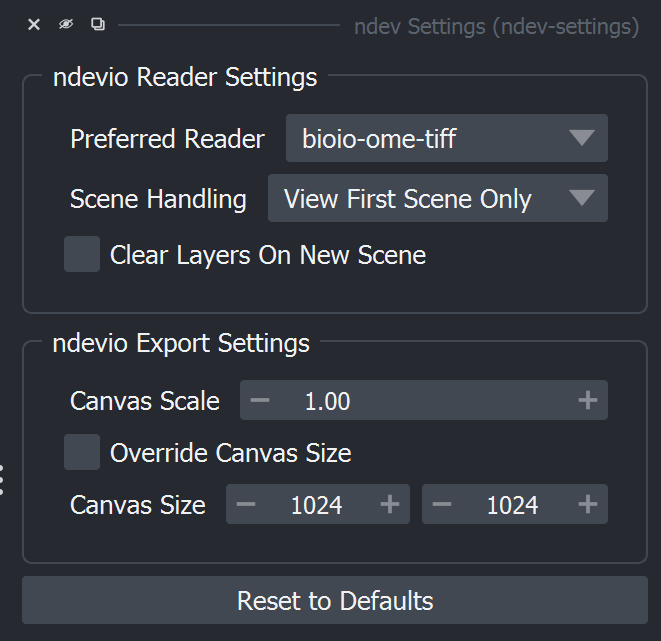 ndev Settings (ndev-settings)
ndevio Reader Settings
Preferred Reader bioio-ome-tiff
Scene Handling View First Scene Only
Clear Layers On New Scene
ndevio Export Settings
Canvas Scale 1.00
Override Canvas Size
Canvas Size 1024 1024
Reset to Defaults